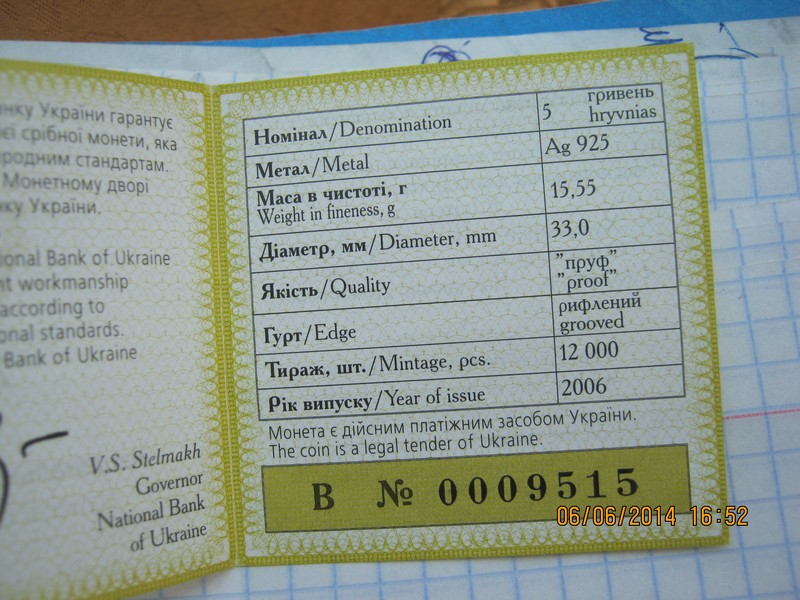 нку України гарантує
єї срібної монети, яка
родним стандартам.
Монетному дворі
ку України.
ional Bank of Ukraine
nt workmanship
according to
onal standards.
Bank of Ukraine
V.S. Stelmakh
Governor
National Bank
of Ukraine
Номінал/Denomination 5 гривень hryvnias
Метал/Metal Ag 925
Маса в чистоті, г
Weight in fineness, g 15,55
Діаметр, мм/Diameter, mm 33,0
Якість/Quality "пруф" "proof"
Гурт/Edge рифлений grooved
Тираж, шт./Mintage, pcs. 12 000
Рік випуску/Year of issue 2006
Монета є дійсним платіжним засобом України.
The coin is a legal tender of Ukraine.
В № 0009515
06/06/2014 16:52